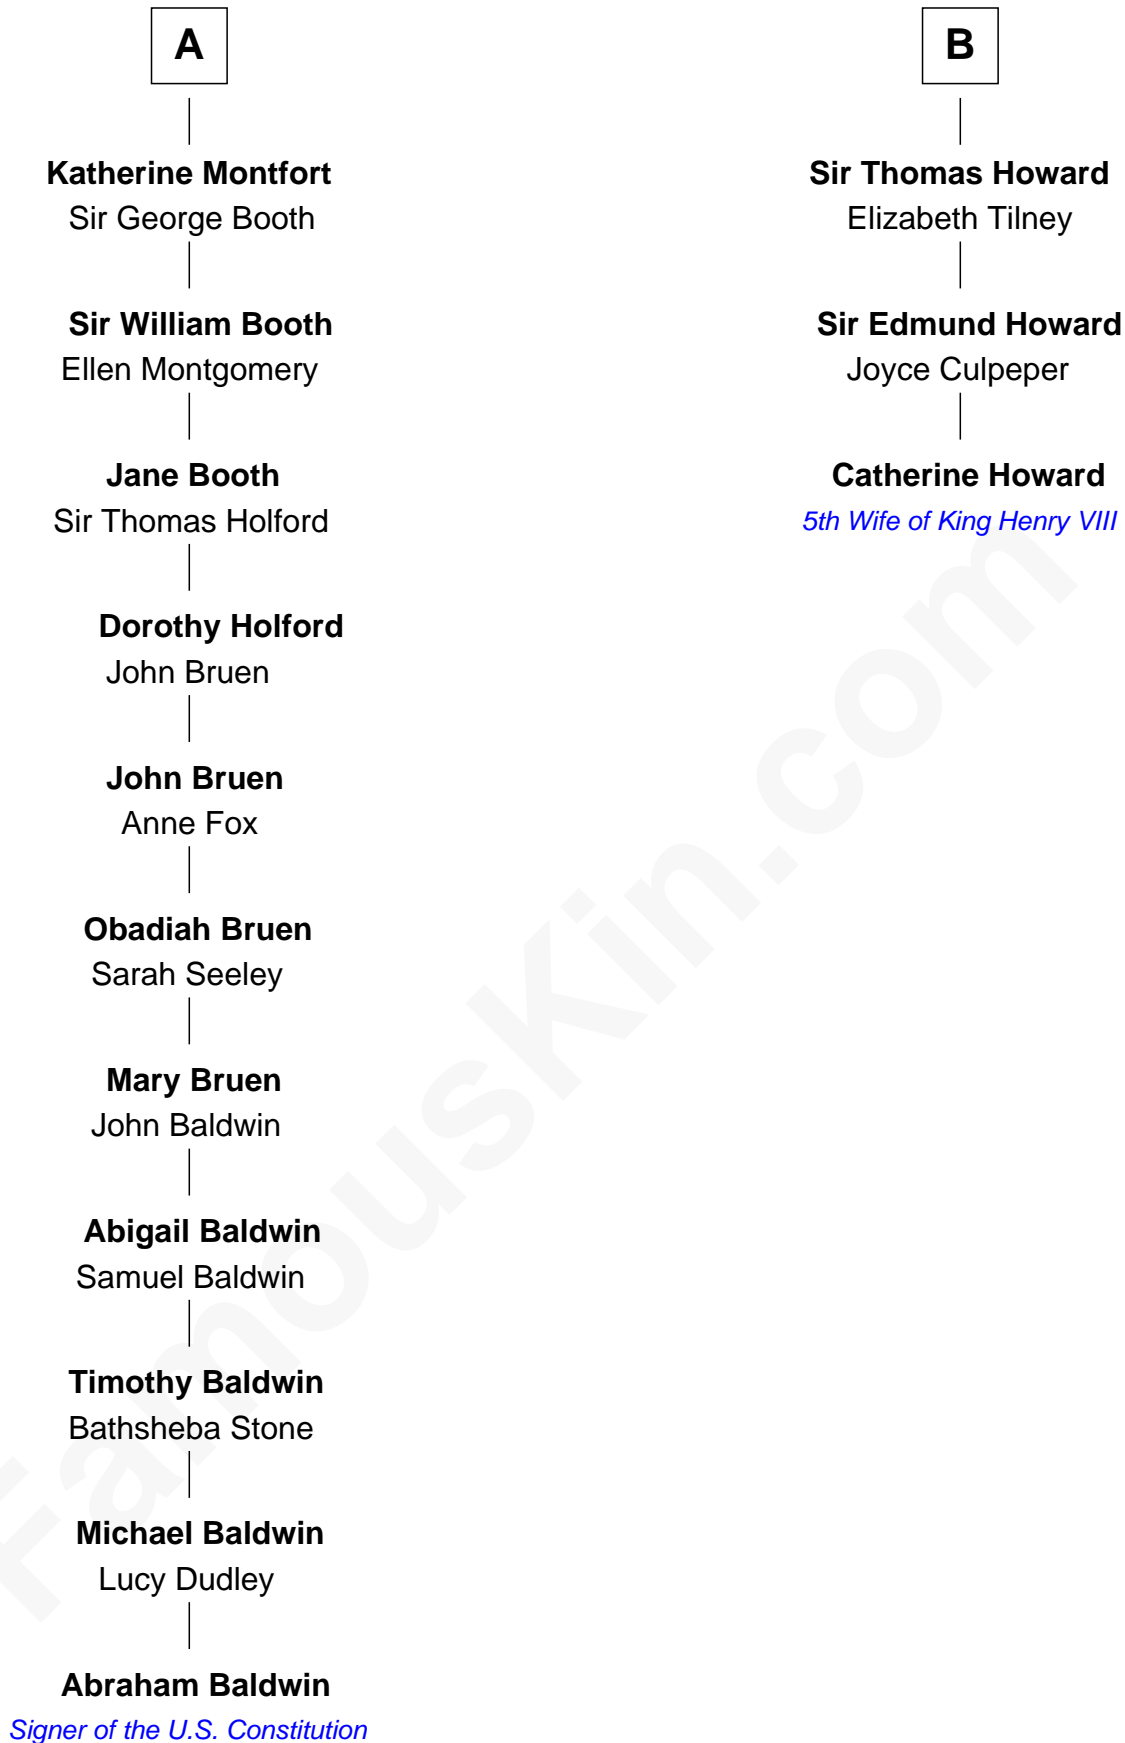 A
Katherine Montfort
Sir George Booth
Sir William Booth
Ellen Montgomery
Jane Booth
Sir Thomas Holford
Dorothy Holford
John Bruen
John Bruen
Anne Fox
Obadiah Bruen
Sarah Seeley
Mary Bruen
John Baldwin
Abigail Baldwin
Samuel Baldwin
Timothy Baldwin
Bathsheba Stone
Michael Baldwin
Lucy Dudley
Abraham Baldwin
Signer of the U.S. Constitution
B
Sir Thomas Howard
Elizabeth Tilney
Sir Edmund Howard
Joyce Culpeper
Catherine Howard
5th Wife of King Henry VIII
FamousKin.com